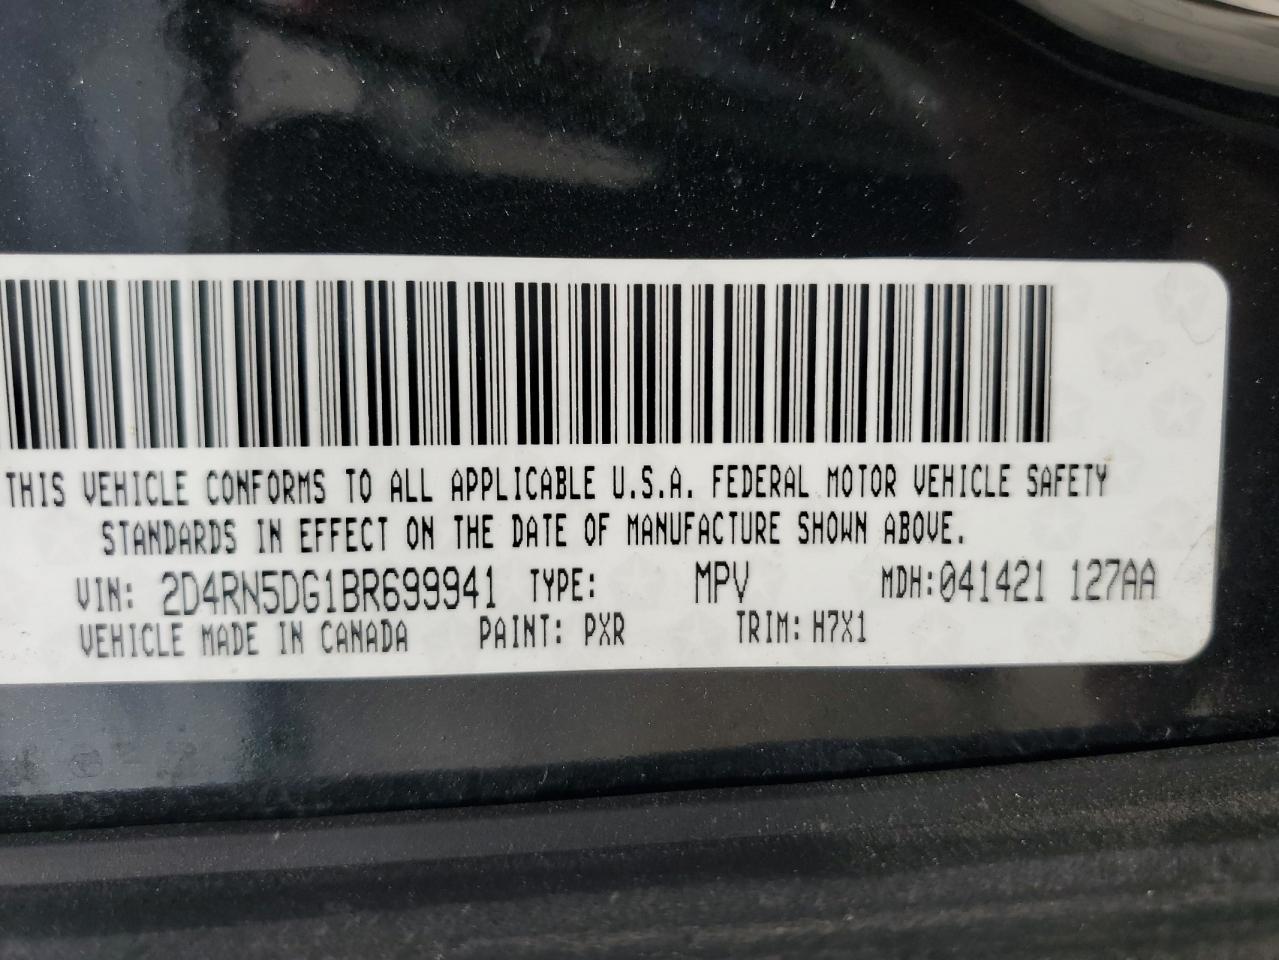 THIS VEHICLE CONFORMS TO ALL APPLICABLE U.S.A. FEDERAL MOTOR VEHICLE SAFETY
STANDARDS IN EFFECT ON THE DATE OF MANUFACTURE SHOWN ABOVE.
VIN: 2D4RN5DG1BR699941 TYPE: MPV MDH:041421 127AA
VEHICLE MADE IN CANADA PAINT: PXR TRIM: H7X1